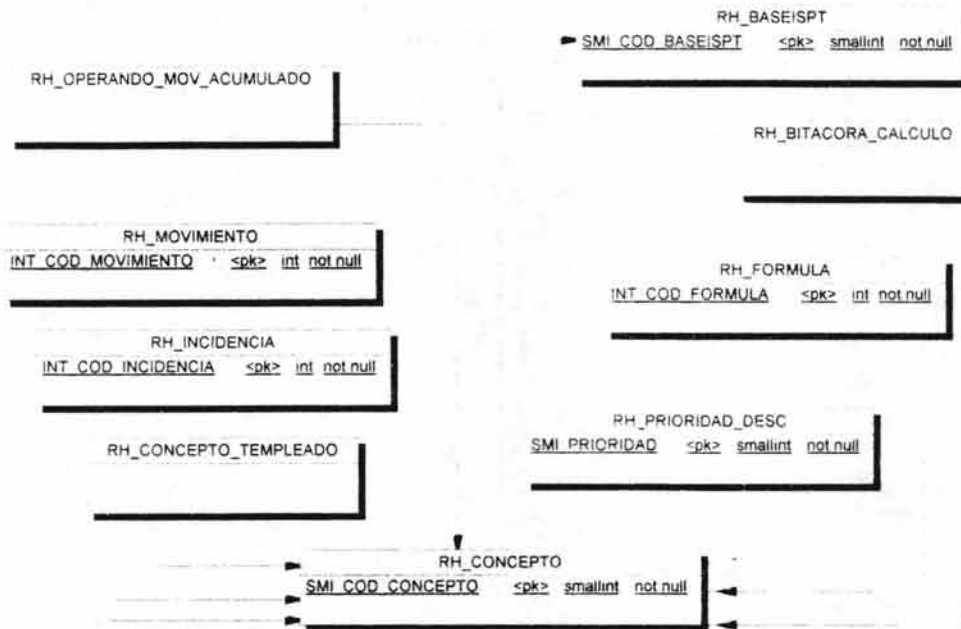 RH_BASEISPT
SMI_COD_BASEISPT <pk> smallint not null
RH_OPERANDO_MOV_ACUMULADO
RH_BITACORA_CALCULO
RH_MOVIMIENTO
INT_COD_MOVIMIENTO <pk> int not null
RH_FORMULA
INT_COD_FORMULA <pk> int not null
RH_INCIDENCIA
INT_COD_INCIDENCIA <pk> int not null
RH_PRIORIDAD_DESC
SMI_PRIORIDAD <pk> smallint not null
RH_CONCEPTO_TEMPLEADO
RH_CONCEPTO
SMI_COD_CONCEPTO <pk> smallint not null